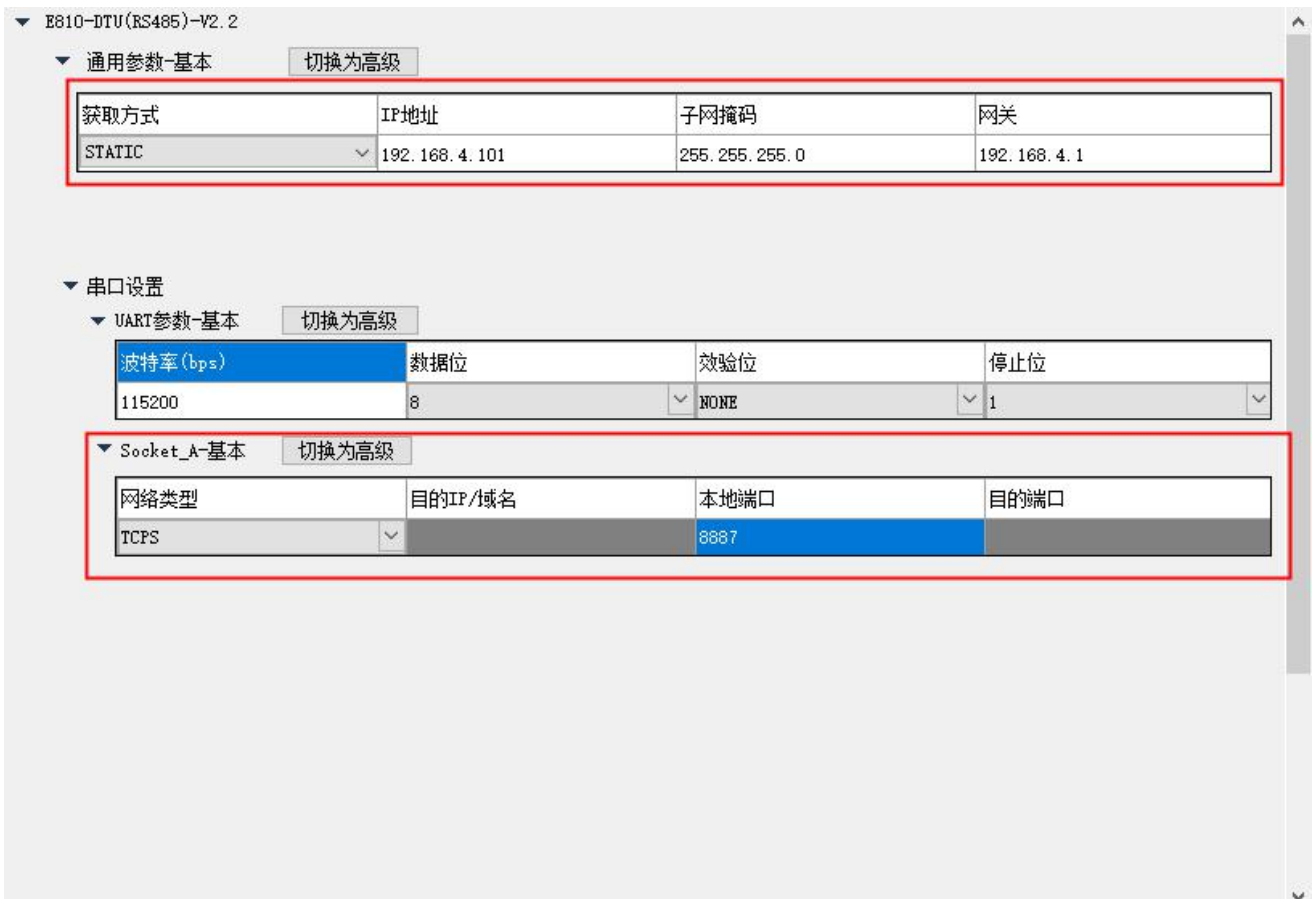 E810-DTU(RS485)-V2.2
通用参数-基本 切换为高级
获取方式 IP地址 子网掩码 网关
STATIC 192.168.4.101 255.255.255.0 192.168.4.1
串口设置
UART参数-基本 切换为高级
波特率(bps) 数据位 效验位 停止位
115200 8 NONE 1
Socket_A-基本 切换为高级
网络类型 目的IP/域名 本地端口 目的端口
TCPS 8887